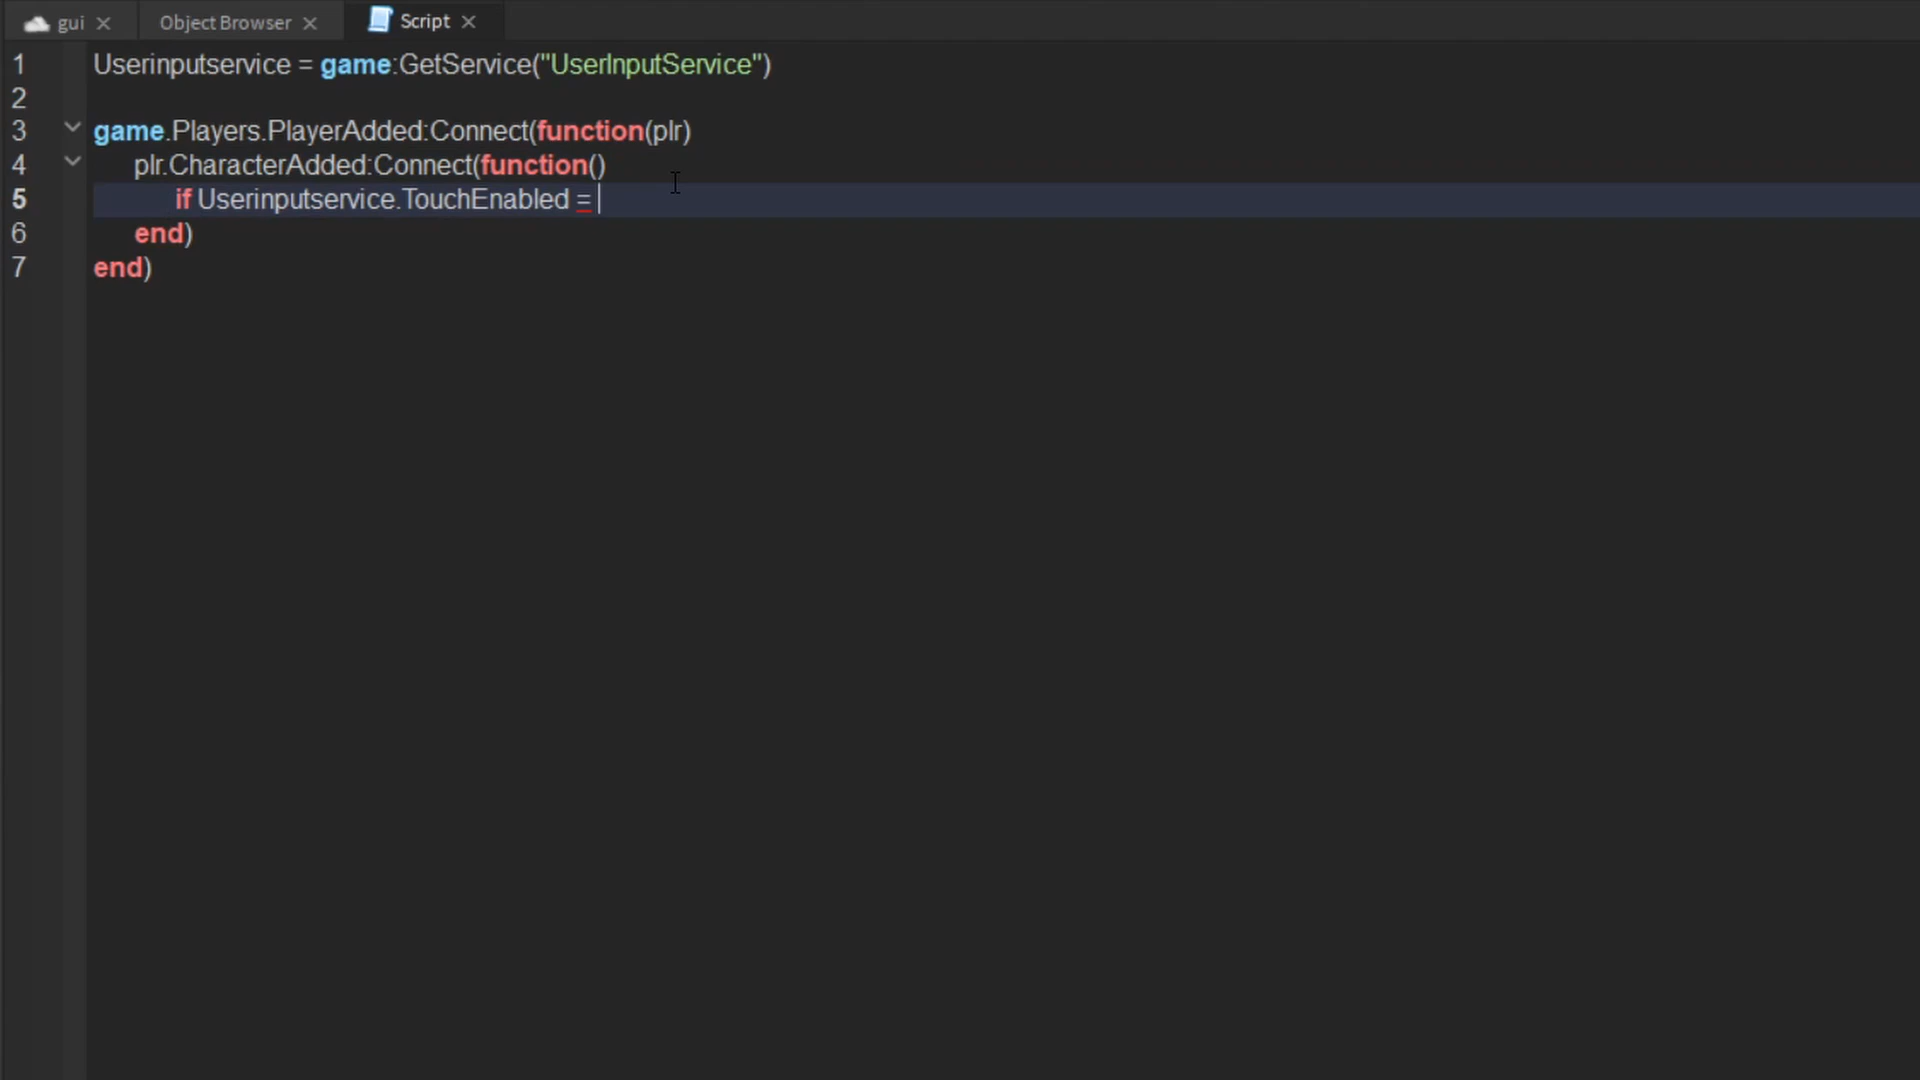 gui
Object Browser
Script
1 Userinputservice = game:GetService("UserInputService")
2
3 game.Players.PlayerAdded:Connect(function(plr)
4 plr.CharacterAdded:Connect(function()
5 if Userinputservice.TouchEnabled =
6 end)
7 end)